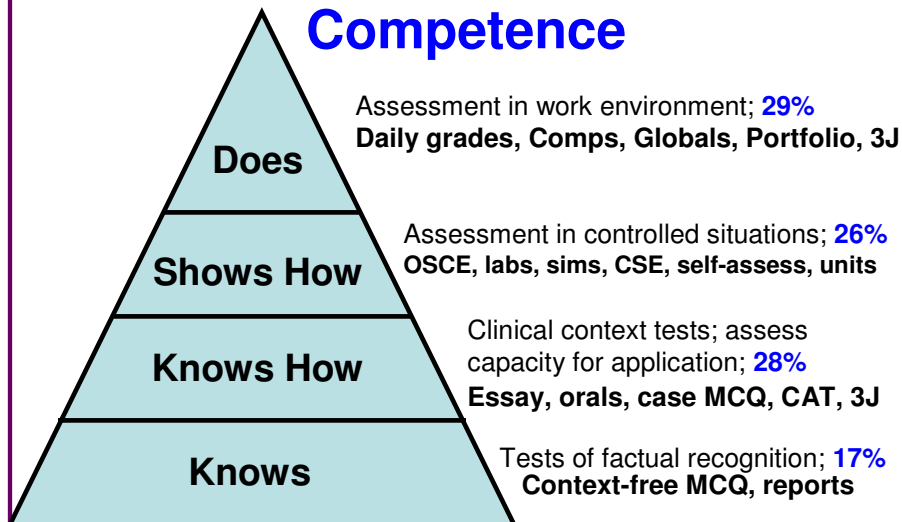 Competence
Assessment in work environment; 29%
Daily grades, Comps, Globals, Portfolio, 3J
Does
Assessment in controlled situations; 26%
OSCE, labs, sims, CSE, self-assess, units
Shows How
Clinical context tests; assess
capacity for application; 28%
Essay, orals, case MCQ, CAT, 3J
Knows How
Tests of factual recognition; 17%
Context-free MCQ, reports
Knows